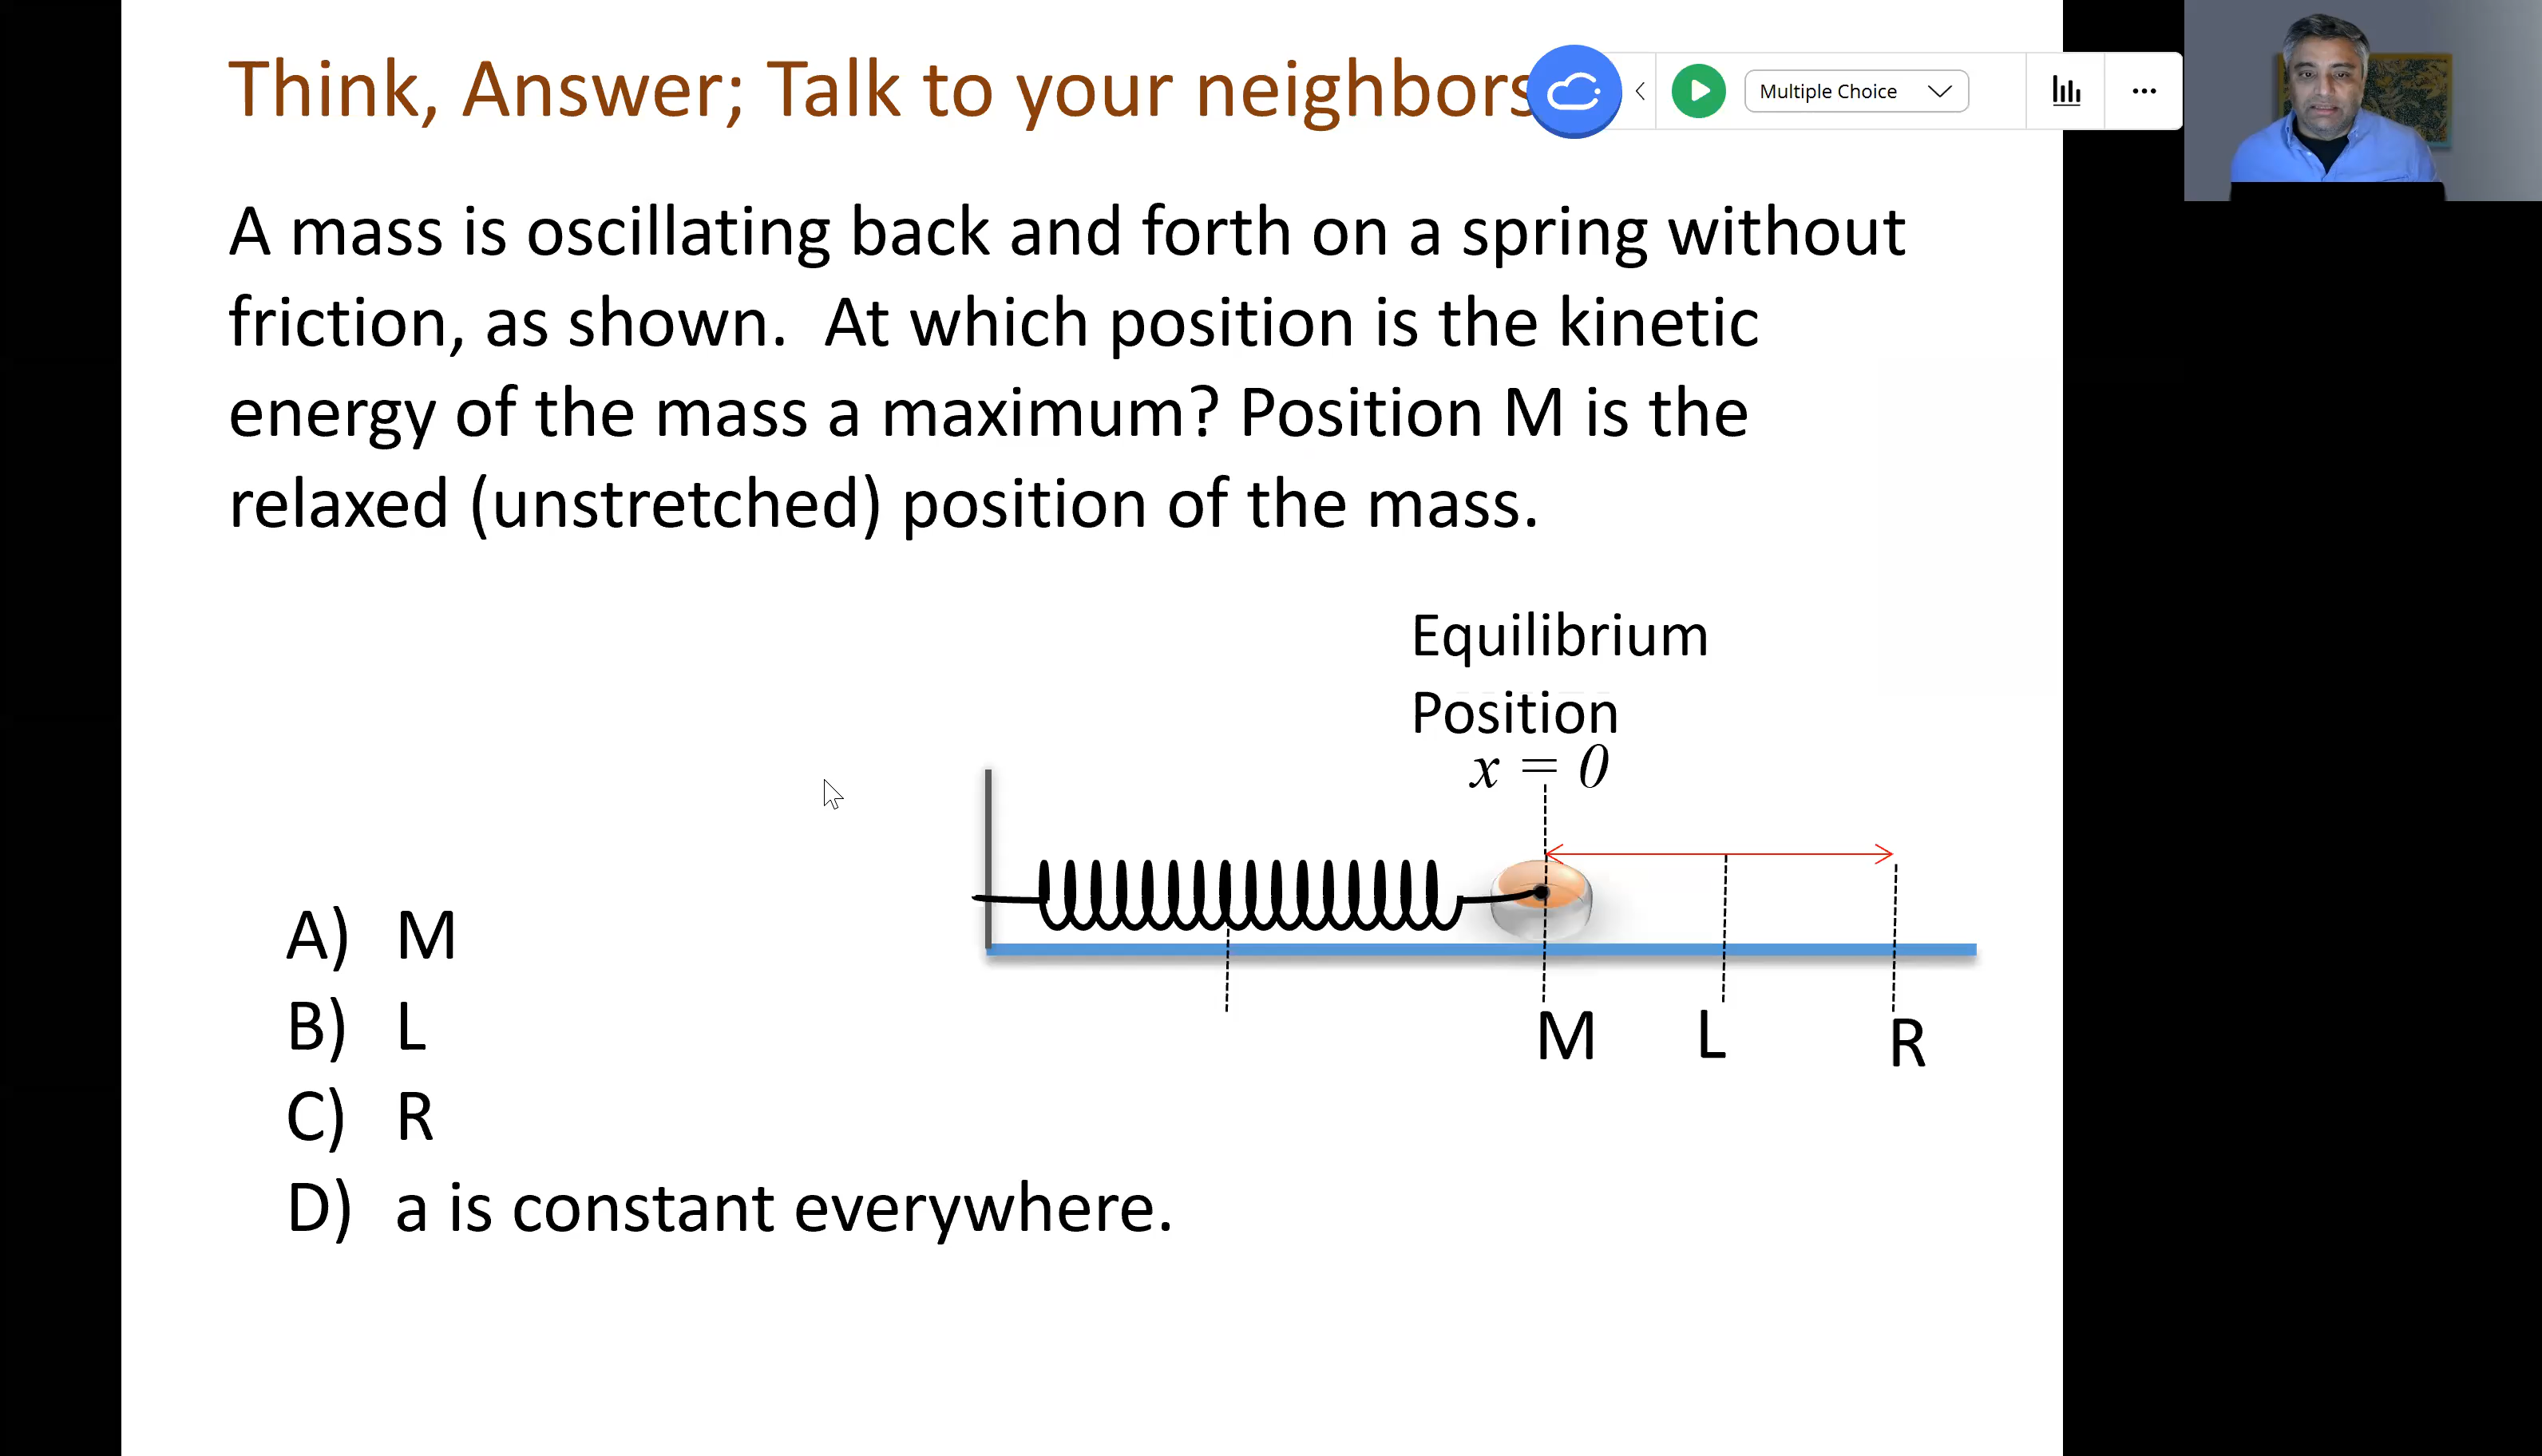 Think, Answer; Talk to your neighbors
Multiple Choice
A mass is oscillating back and forth on a spring without
friction, as shown.  At which position is the kinetic
energy of the mass a maximum? Position M is the
relaxed (unstretched) position of the mass.
Equilibrium
Position
x = 0
M L R
A) M
B) L
C) R
D) a is constant everywhere.